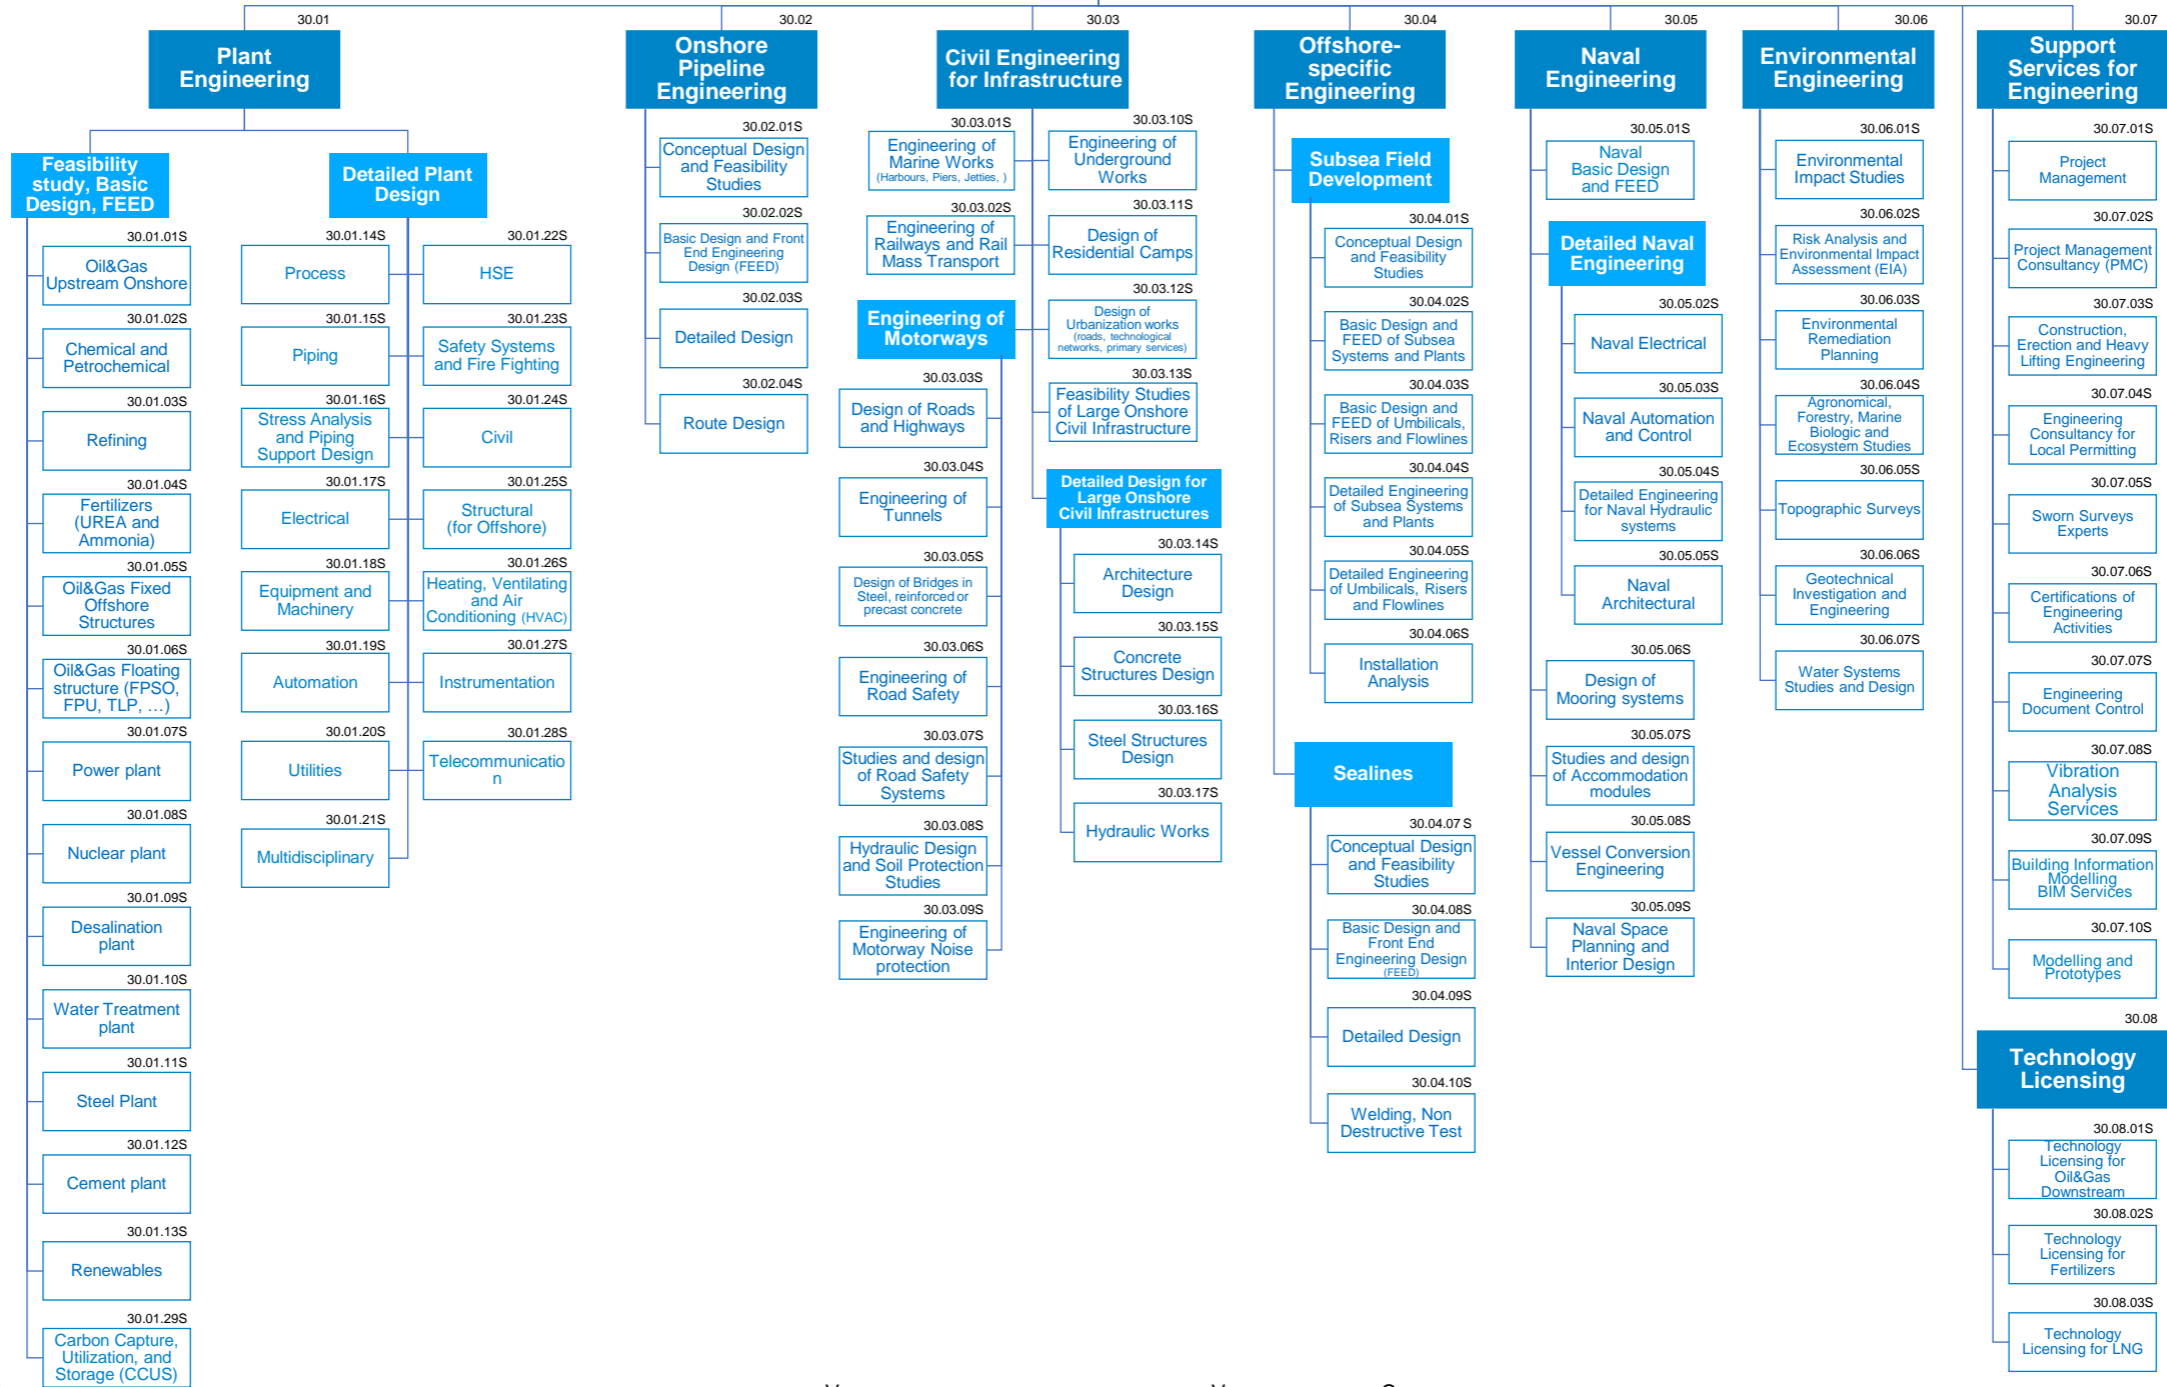 30.01
Plant
Engineering
Feasibility
study, Basic
Design, FEED
30.01.01S
Oil&Gas
Upstream Onshore
30.01.02S
Chemical and
Petrochemical
30.01.03S
Refining
30.01.04S
Fertilizers
(UREA and
Ammonia)
30.01.05S
Oil&Gas Fixed
Offshore
Structures
30.01.06S
Oil&Gas Floating
structure (FPSO,
FPU, TLP, …)
30.01.07S
Power plant
30.01.08S
Nuclear plant
30.01.09S
Desalination
plant
30.01.10S
Water Treatment
plant
30.01.11S
Steel Plant
30.01.12S
Cement plant
30.01.13S
Renewables
30.01.29S
Carbon Capture,
Utilization, and
Storage (CCUS)
Detailed Plant
Design
30.01.14S
Process
30.01.15S
Piping
30.01.16S
Stress Analysis
and Piping
Support Design
30.01.17S
Electrical
30.01.18S
Equipment and
Machinery
30.01.19S
Automation
30.01.20S
Utilities
30.01.21S
Multidisciplinary
30.01.22S
HSE
30.01.23S
Safety Systems
and Fire Fighting
30.01.24S
Civil
30.01.25S
Structural
(for Offshore)
30.01.26S
Heating, Ventilating
and Air
Conditioning (HVAC)
30.01.27S
Instrumentation
30.01.28S
Telecommunicatio
n
30.02
Onshore
Pipeline
Engineering
30.02.01S
Conceptual Design
and Feasibility
Studies
30.02.02S
Basic Design and Front
End Engineering
Design (FEED)
30.02.03S
Detailed Design
30.02.04S
Route Design
30.03
Civil Engineering
for Infrastructure
30.03.01S
Engineering of
Marine Works
(Harbours, Piers, Jetties, )
30.03.02S
Engineering of
Railways and Rail
Mass Transport
Engineering of
Motorways
30.03.03S
Design of Roads
and Highways
30.03.04S
Engineering of
Tunnels
30.03.05S
Design of Bridges in
Steel, reinforced or
precast concrete
30.03.06S
Engineering of
Road Safety
30.03.07S
Studies and design
of Road Safety
Systems
30.03.08S
Hydraulic Design
and Soil Protection
Studies
30.03.09S
Engineering of
Motorway Noise
protection
30.03.10S
Engineering of
Underground
Works
30.03.11S
Design of
Residential Camps
30.03.12S
Design of
Urbanization works
(roads, technological
networks, primary services)
30.03.13S
Feasibility Studies
of Large Onshore
Civil Infrastructure
Detailed Design for
Large Onshore
Civil Infrastructures
30.03.14S
Architecture
Design
30.03.15S
Concrete
Structures Design
30.03.16S
Steel Structures
Design
30.03.17S
Hydraulic Works
30.04
Offshore-
specific
Engineering
Subsea Field
Development
30.04.01S
Conceptual Design
and Feasibility
Studies
30.04.02S
Basic Design and
FEED of Subsea
Systems and Plants
30.04.03S
Basic Design and
FEED of Umbilicals,
Risers and Flowlines
30.04.04S
Detailed Engineering
of Subsea Systems
and Plants
30.04.05S
Detailed Engineering
of Umbilicals, Risers
and Flowlines
30.04.06S
Installation
Analysis
Sealines
30.04.07 S
Conceptual Design
and Feasibility
Studies
30.04.08S
Basic Design and
Front End
Engineering Design
(FEED)
30.04.09S
Detailed Design
30.04.10S
Welding, Non
Destructive Test
30.05
Naval
Engineering
30.05.01S
Naval
Basic Design
and FEED
Detailed Naval
Engineering
30.05.02S
Naval Electrical
30.05.03S
Naval Automation
and Control
30.05.04S
Detailed Engineering
for Naval Hydraulic
systems
30.05.05S
Naval
Architectural
30.05.06S
Design of
Mooring systems
30.05.07S
Studies and design
of Accommodation
modules
30.05.08S
Vessel Conversion
Engineering
30.05.09S
Naval Space
Planning and
Interior Design
30.06
Environmental
Engineering
30.06.01S
Environmental
Impact Studies
30.06.02S
Risk Analysis and
Environmental Impact
Assessment (EIA)
30.06.03S
Environmental
Remediation
Planning
30.06.04S
Agronomical,
Forestry, Marine
Biologic and
Ecosystem Studies
30.06.05S
Topographic Surveys
30.06.06S
Geotechnical
Investigation and
Engineering
30.06.07S
Water Systems
Studies and Design
30.07
Support
Services for
Engineering
30.07.01S
Project
Management
30.07.02S
Project Management
Consultancy (PMC)
30.07.03S
Construction,
Erection and Heavy
Lifting Engineering
30.07.04S
Engineering
Consultancy for
Local Permitting
30.07.05S
Sworn Surveys
Experts
30.07.06S
Certifications of
Engineering
Activities
30.07.07S
Engineering
Document Control
30.07.08S
Vibration
Analysis
Services
30.07.09S
Building Information
Modelling
BIM Services
30.07.10S
Modelling and
Prototypes
30.08
Technology
Licensing
30.08.01S
Technology
Licensing for
Oil&Gas
Downstream
30.08.02S
Technology
Licensing for
Fertilizers
30.08.03S
Technology
Licensing for LNG